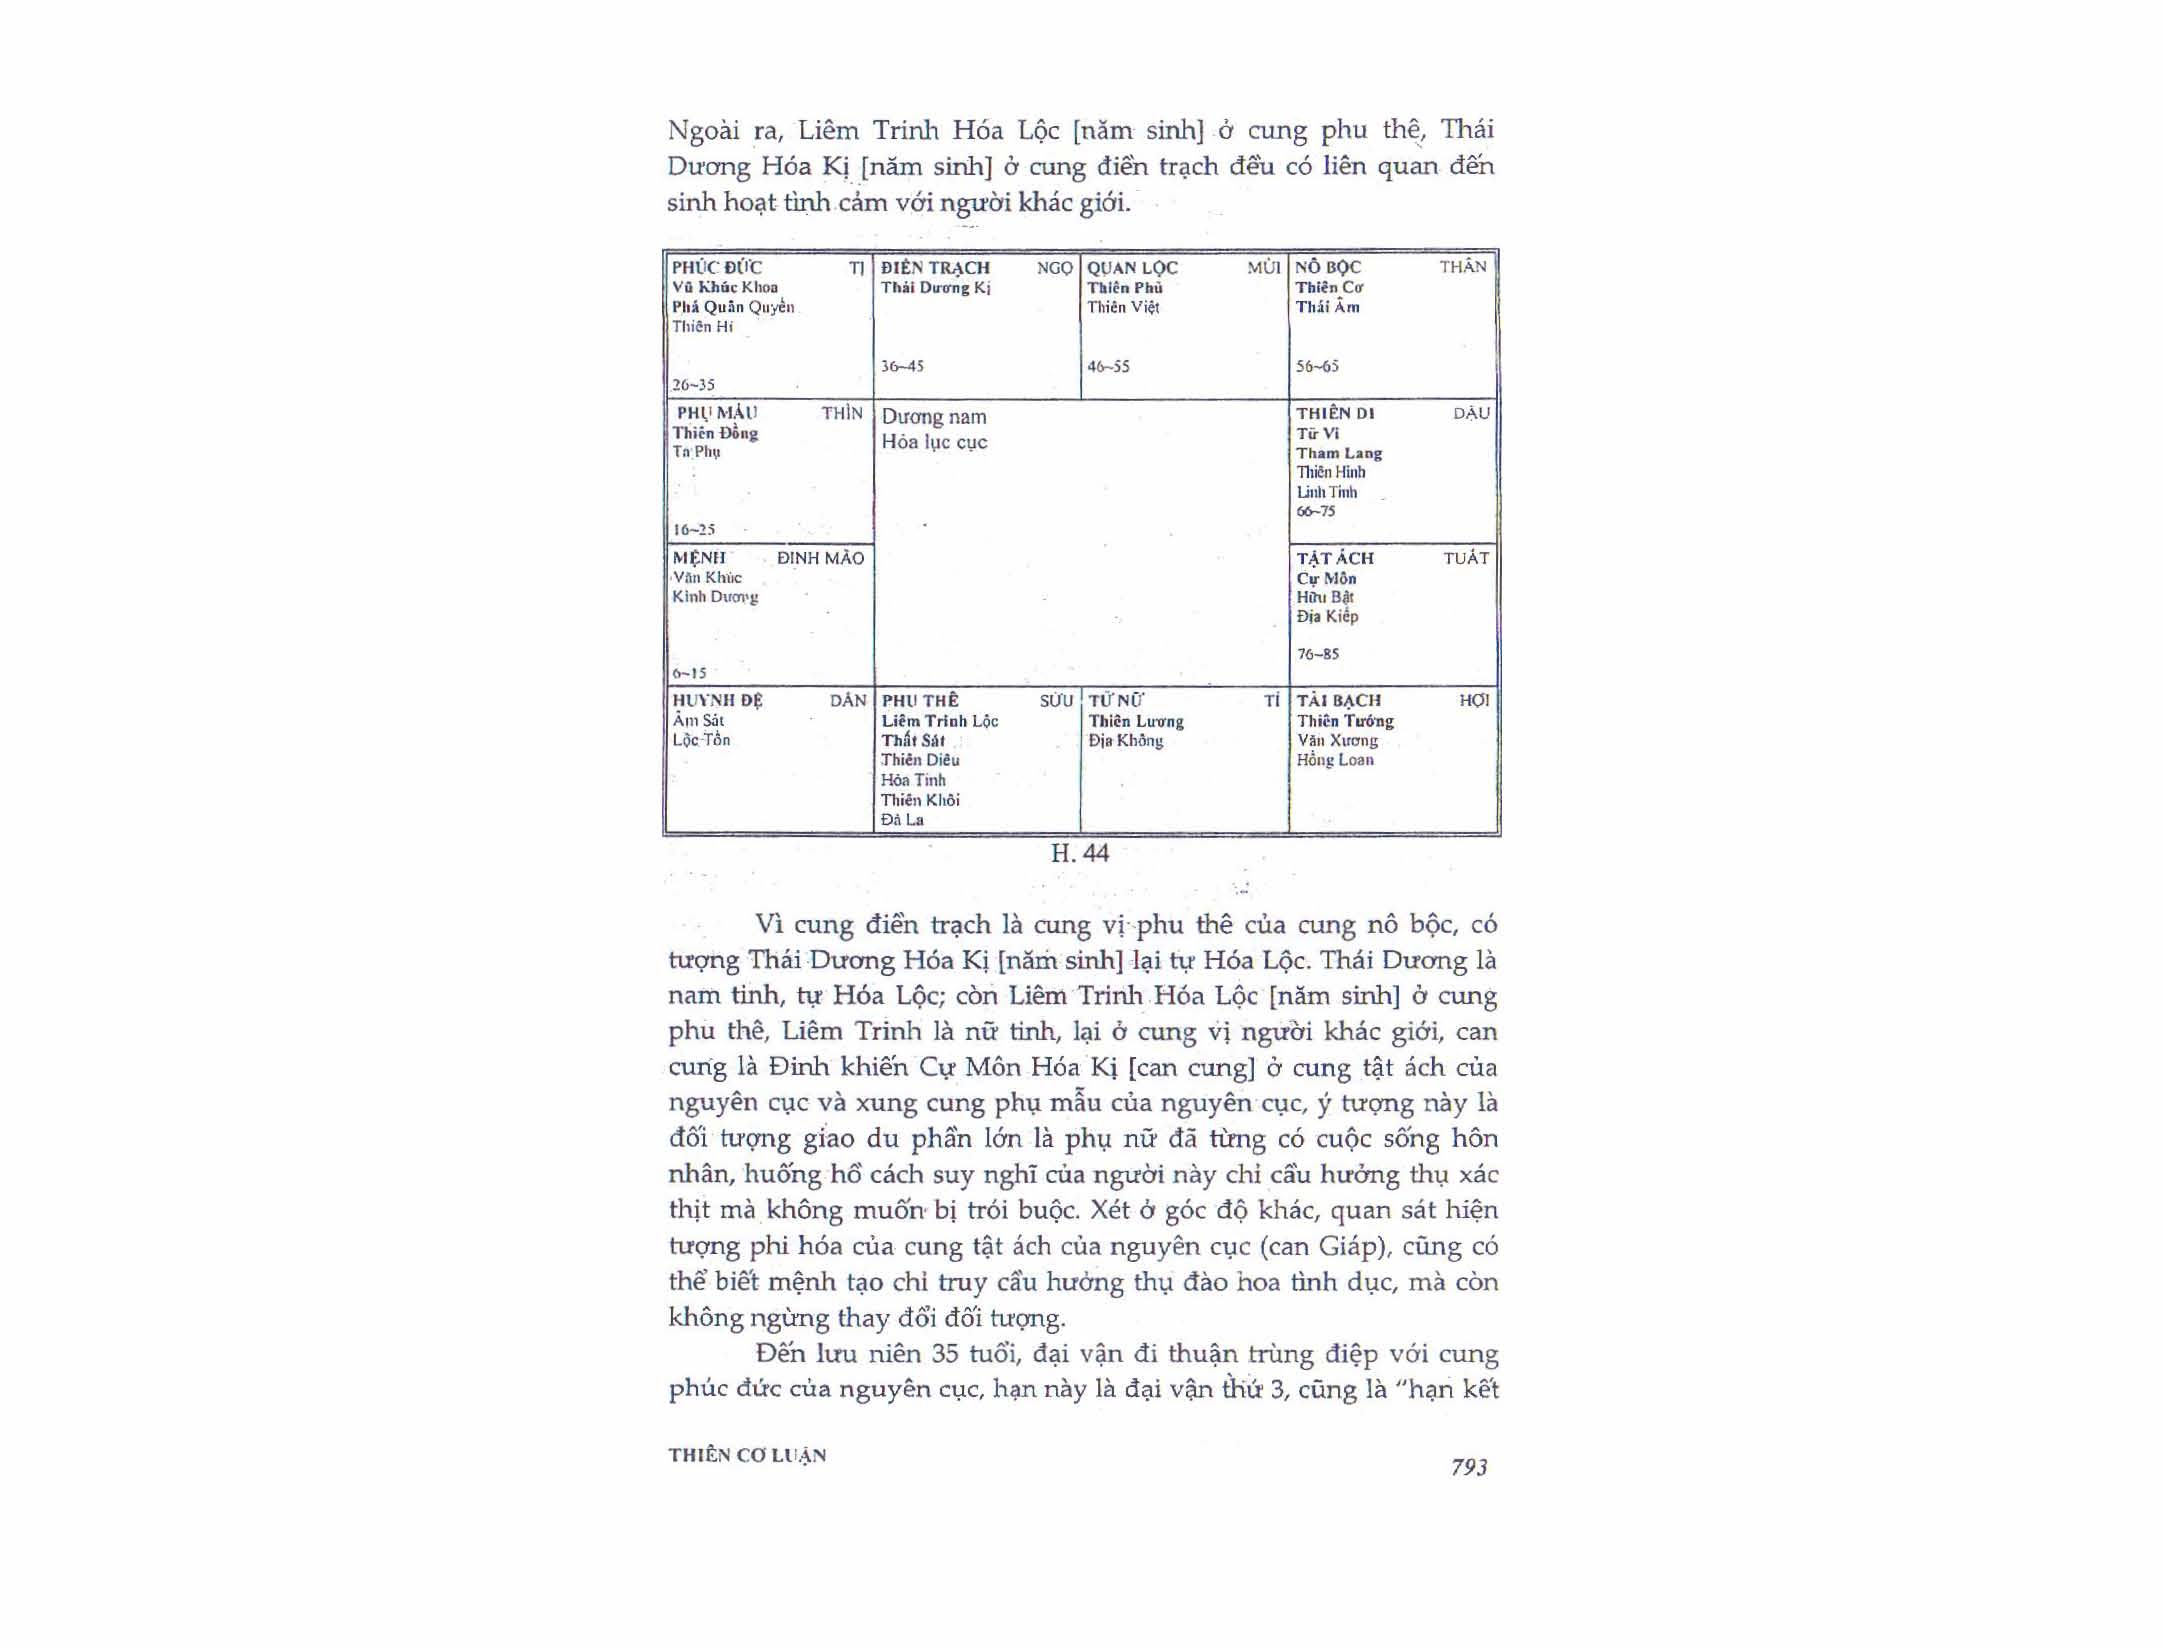 Ngoài ra, Liêm Trinh Hóa Lộc [năm sinh] ở cung phu thê, Thái
Dương Hóa Kị [năm sinh] ở cung điền trạch đều có liên quan đến
sinh hoạt tình cảm với người khác giới.
PHÚC ĐỨC TỊ
Vũ Khúc Khoa
Phá Quân Quyền
Thiên Hỉ
26~35
ĐIỀN TRẠCH NGỌ
Thái Dương Kị
36~45
QUAN LỘC MÙI
Thiên Phủ
Thiên Việt
46~55
NÔ BỘC THÂN
Thiên Cơ
Thái Âm
56~65
PHỤ MẪU THÌN
Thiên Đồng
Tả Phụ
16~25
Dương nam
Hỏa lục cục
THIÊN DI DẬU
Tử Vi
Tham Lang
Thiên Hình
Linh Tinh
66~75
MỆNH ĐINH MÃO
Văn Khúc
Kình Dương
6~15
TẬT ÁCH TUẤT
Cự Môn
Hữu Bật
Địa Kiếp
76~85
HUYNH ĐỆ DẦN
Âm Sát
Lộc Tồn
PHU THÊ SỬU
Liêm Trinh Lộc
Thất Sát
Thiên Diêu
Hỏa Tinh
Thiên Khôi
Đà La
TỬ NỮ TÍ
Thiên Lương
Địa Không
TÀI BẠCH HỢI
Thiên Tướng
Văn Xương
Hồng Loan
H. 44
Vì cung điền trạch là cung vị phu thê của cung nô bộc, có
tượng Thái Dương Hóa Kị [năm sinh] lại tự Hóa Lộc. Thái Dương là
nam tinh, tự Hóa Lộc; còn Liêm Trinh Hóa Lộc [năm sinh] ở cung
phu thê, Liêm Trinh là nữ tinh, lại ở cung vị người khác giới, can
cung là Đinh khiến Cự Môn Hóa Kị [can cung] ở cung tật ách của
nguyên cục và xung cung phụ mẫu của nguyên cục, ý tượng này là
đối tượng giao du phần lớn là phụ nữ đã từng có cuộc sống hôn
nhân, huống hồ cách suy nghĩ của người này chỉ cầu hưởng thụ xác
thịt mà không muốn bị trói buộc. Xét ở góc độ khác, quan sát hiện
tượng phi hóa của cung tật ách của nguyên cục (can Giáp), cũng có
thể biết mệnh tạo chỉ truy cầu hưởng thụ đào hoa tình dục, mà còn
không ngừng thay đổi đối tượng.
Đến lưu niên 35 tuổi, đại vận đi thuận trùng điệp với cung
phúc đức của nguyên cục, hạn này là đại vận thứ 3, cũng là "hạn kết
THIÊN CƠ LUẬN
793